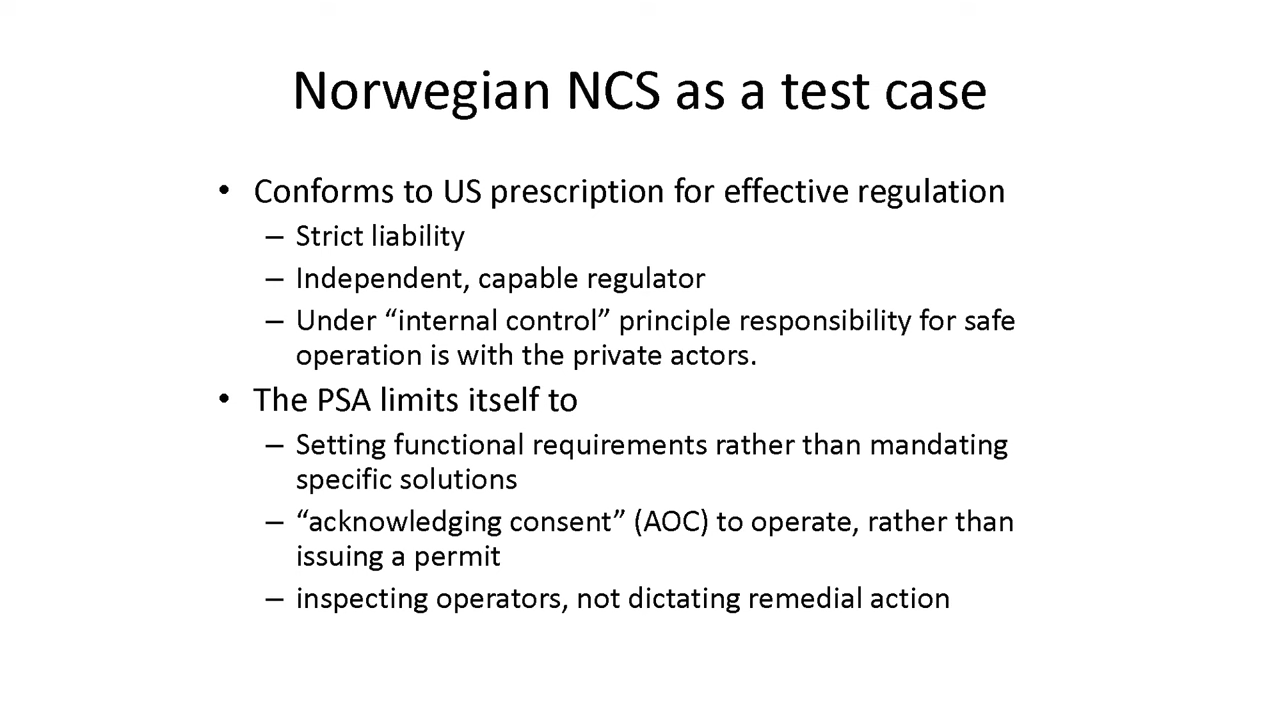 Norwegian NCS as a test case
• Conforms to US prescription for effective regulation
– Strict liability
– Independent, capable regulator
– Under “internal control” principle responsibility for safe
operation is with the private actors.
• The PSA limits itself to
– Setting functional requirements rather than mandating
specific solutions
– “acknowledging consent” (AOC) to operate, rather than
issuing a permit
– inspecting operators, not dictating remedial action